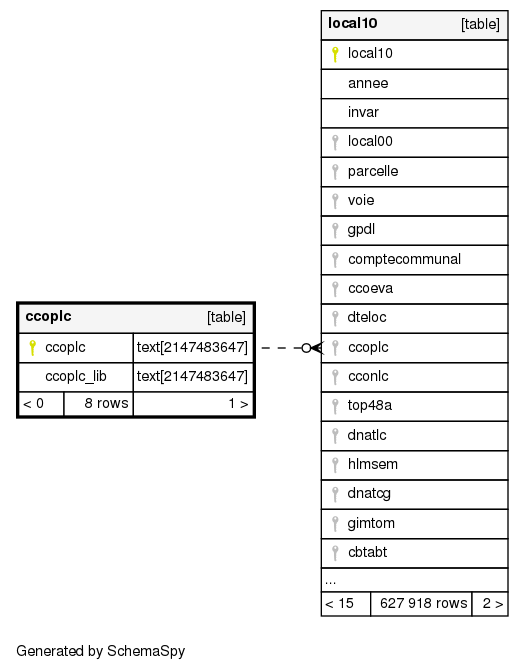 local10 [table]
local10
annee
invar
local00
parcelle
voie
gpdl
comptecommunal
ccoeva
dteloc
ccoplc
cconlc
top48a
dnatlc
hlmsem
dnatcg
gimtom
cbtabt
...
< 15 627 918 rows 2 >
ccoplc [table]
ccoplc text[2147483647]
ccoplc_lib text[2147483647]
< 0 8 rows 1 >
Generated by SchemaSpy